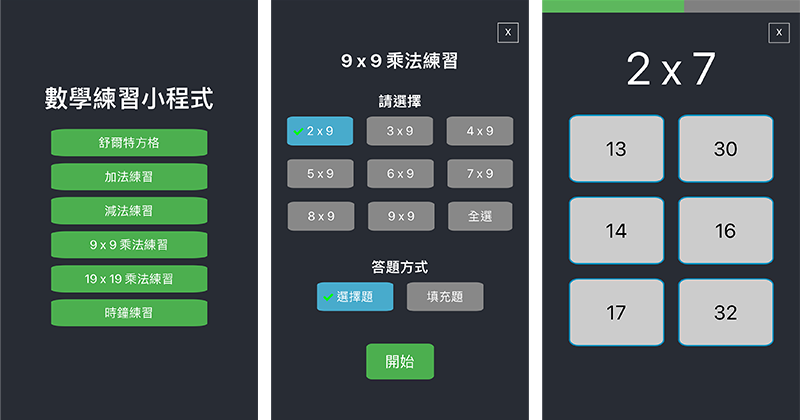 數學練習小程式
舒爾特方格
加法練習
減法練習
9 x 9 乘法練習
19 x 19 乘法練習
時鐘練習
X
9 x 9 乘法練習
請選擇
2 x 9 3 x 9 4 x 9
5 x 9 6 x 9 7 x 9
8 x 9 9 x 9 全選
答題方式
選擇題 填充題
開始
X
2 x 7
13 30
14 16
17 32